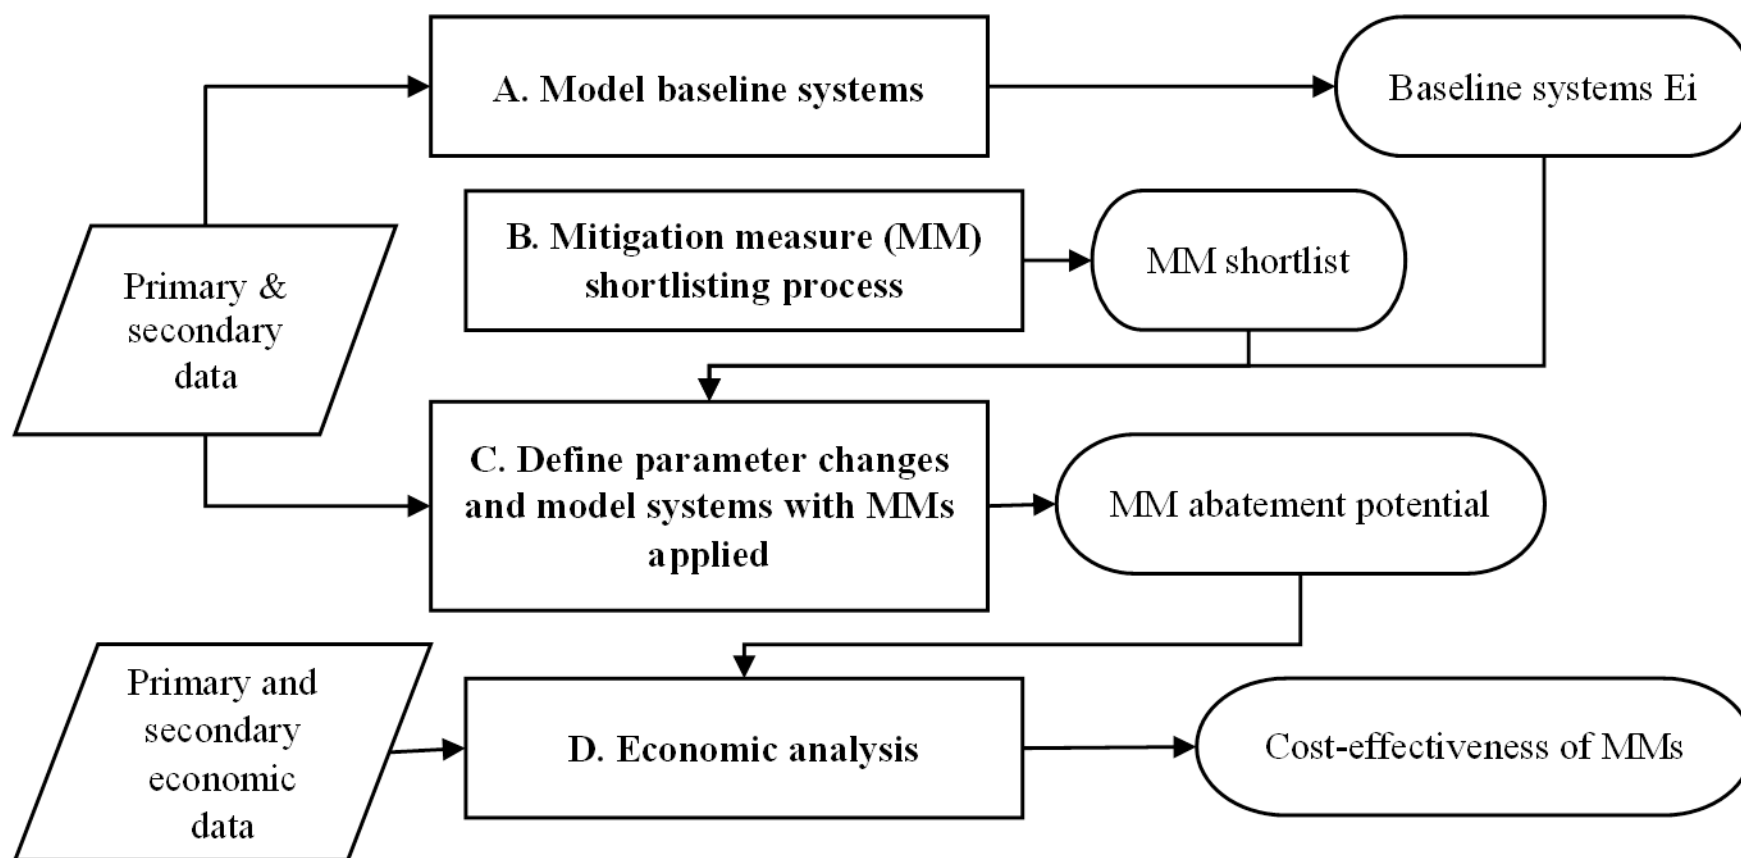 A. Model baseline systems
Baseline systems Ei
B. Mitigation measure (MM)
shortlisting process
MM shortlist
Primary &
secondary
data
C. Define parameter changes
and model systems with MMs
applied
MM abatement potential
Primary and
secondary
economic
data
D. Economic analysis
Cost-effectiveness of MMs